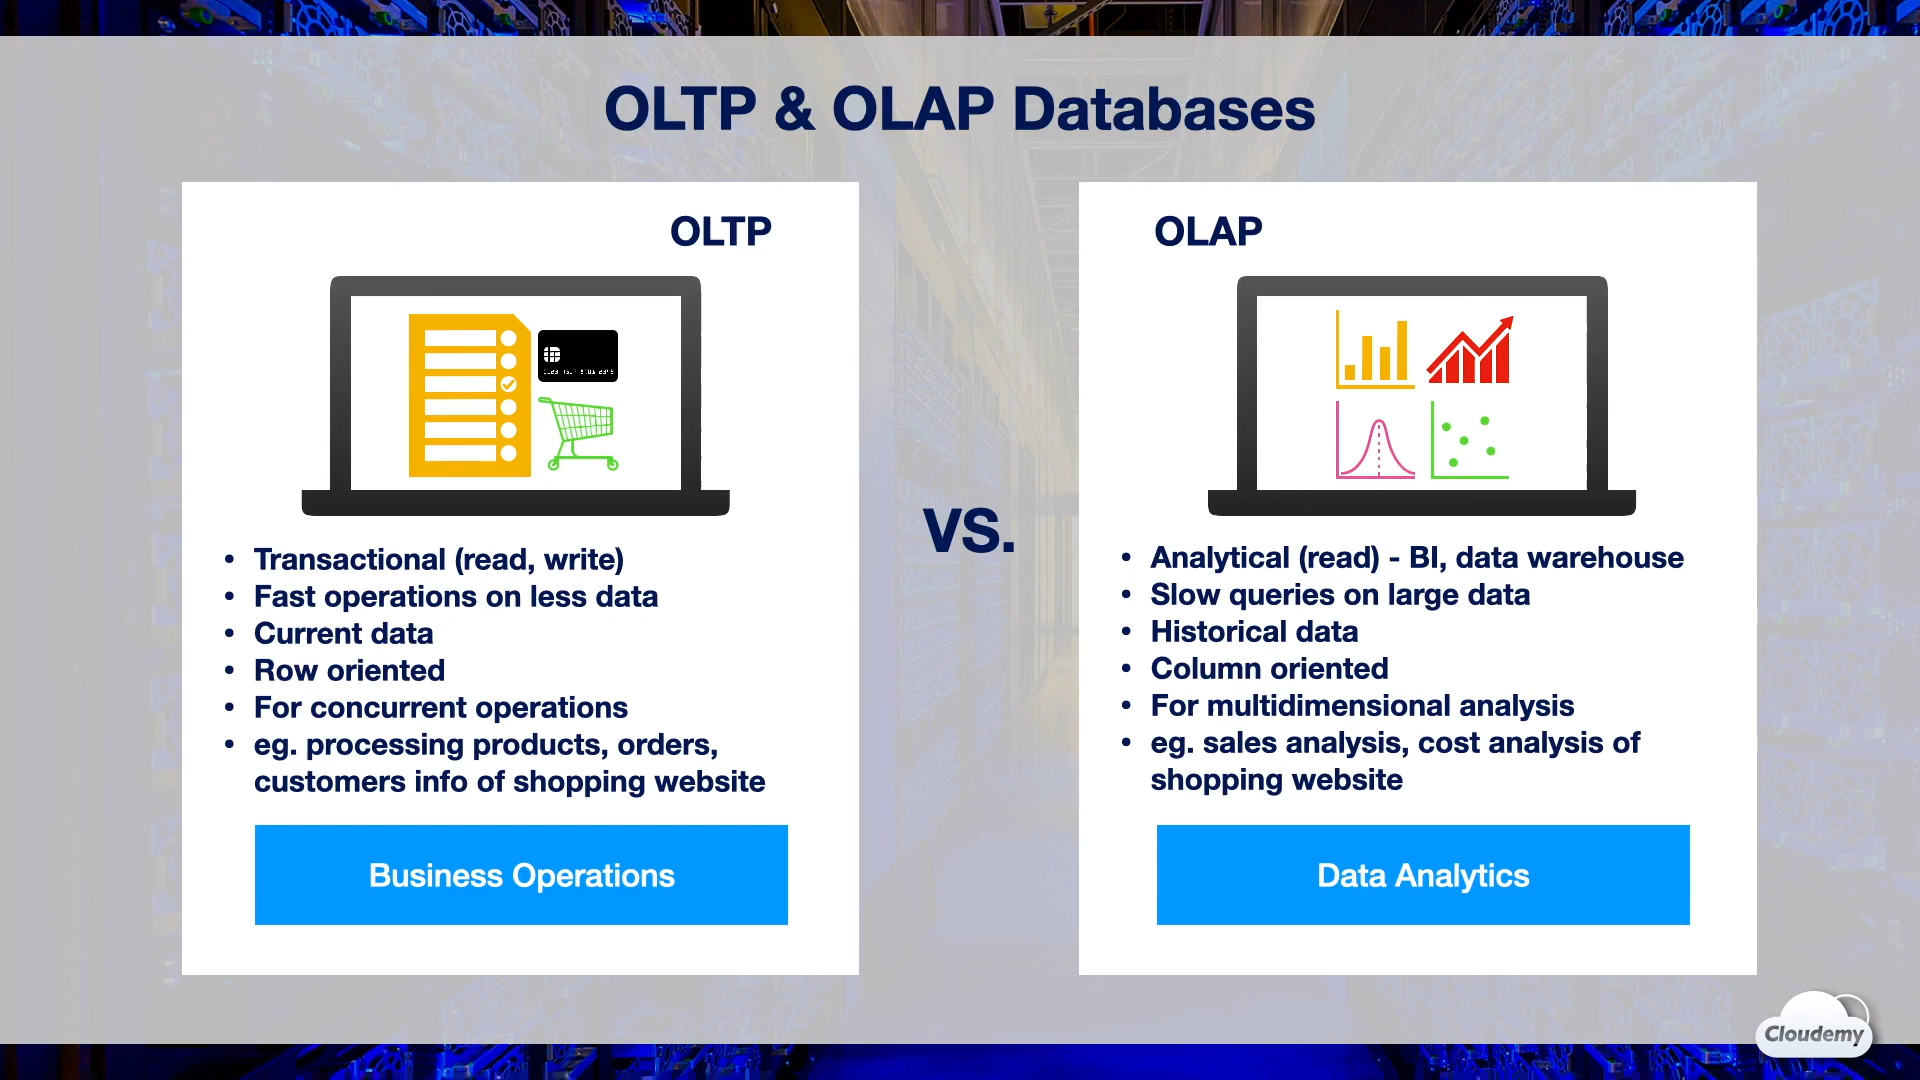 OLTP & OLAP Databases
OLTP
• Transactional (read, write)
• Fast operations on less data
• Current data
• Row oriented
• For concurrent operations
• eg. processing products, orders,
customers info of shopping website
Business Operations
VS.
OLAP
• Analytical (read) - BI, data warehouse
• Slow queries on large data
• Historical data
• Column oriented
• For multidimensional analysis
• eg. sales analysis, cost analysis of
shopping website
Data Analytics
Cloudemy